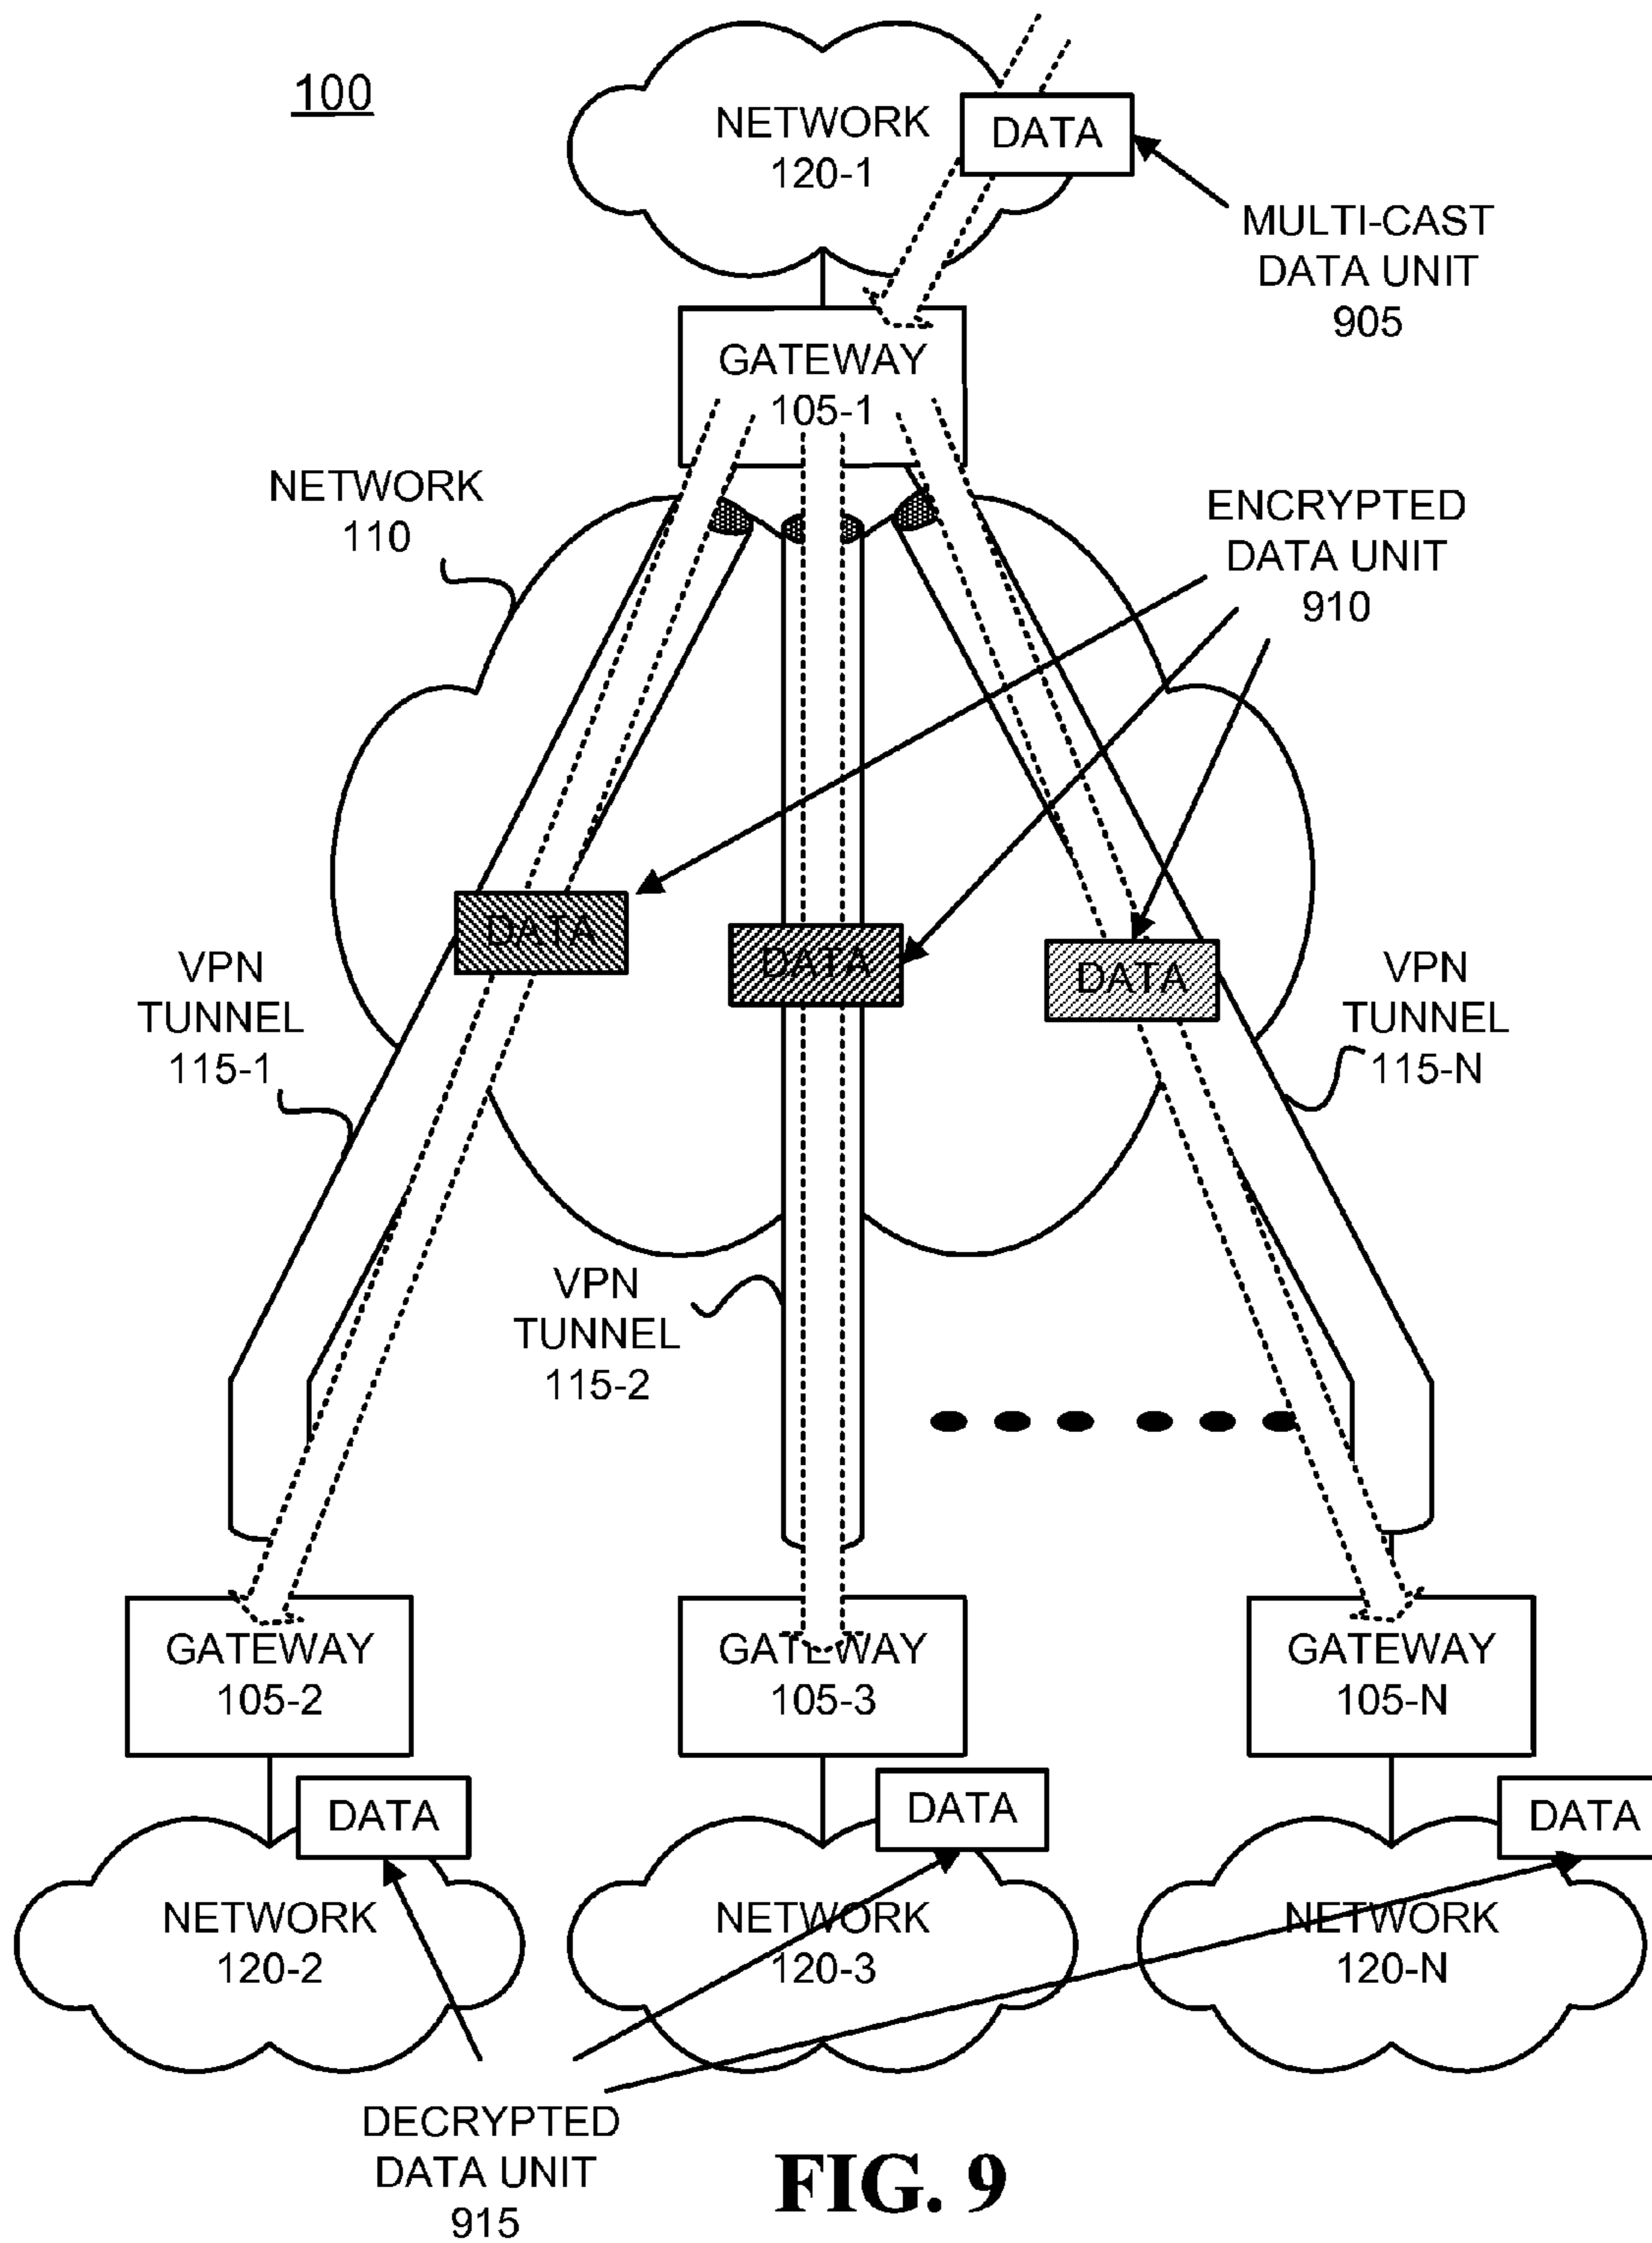 100
NETWORK
120-1
DATA
MULTI-CAST
DATA UNIT
905
GATEWAY
105-1
NETWORK
110
ENCRYPTED
DATA UNIT
910
DATA
DATA
DATA
VPN
TUNNEL
115-1
VPN
TUNNEL
115-N
VPN
TUNNEL
115-2
GATEWAY
105-2
GATEWAY
105-3
GATEWAY
105-N
DATA
DATA
DATA
NETWORK
120-2
NETWORK
120-3
NETWORK
120-N
DECRYPTED
DATA UNIT
915
FIG. 9